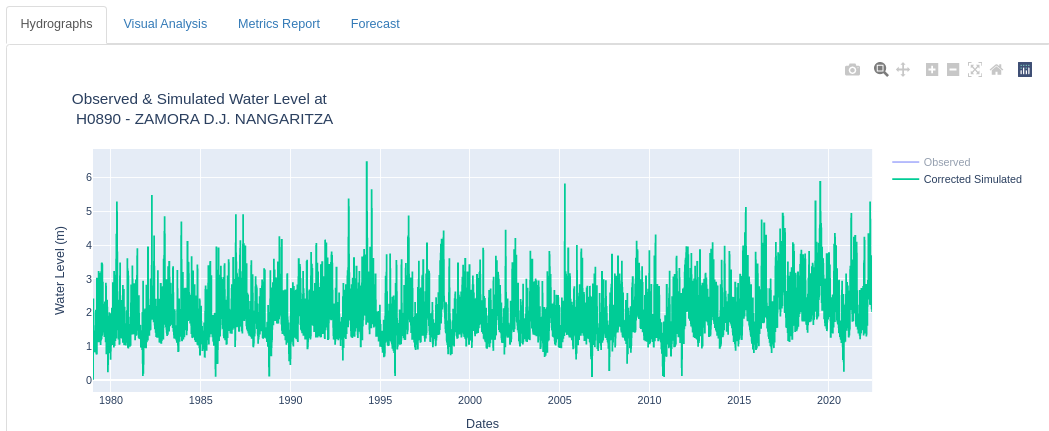 Hydrographs Visual Analysis Metrics Report Forecast
Observed & Simulated Water Level at
H0890 - ZAMORA D.J. NANGARITZA
Observed
Corrected Simulated
Water Level (m)
6
5
4
3
2
1
0
1980 1985 1990 1995 2000 2005 2010 2015 2020
Dates